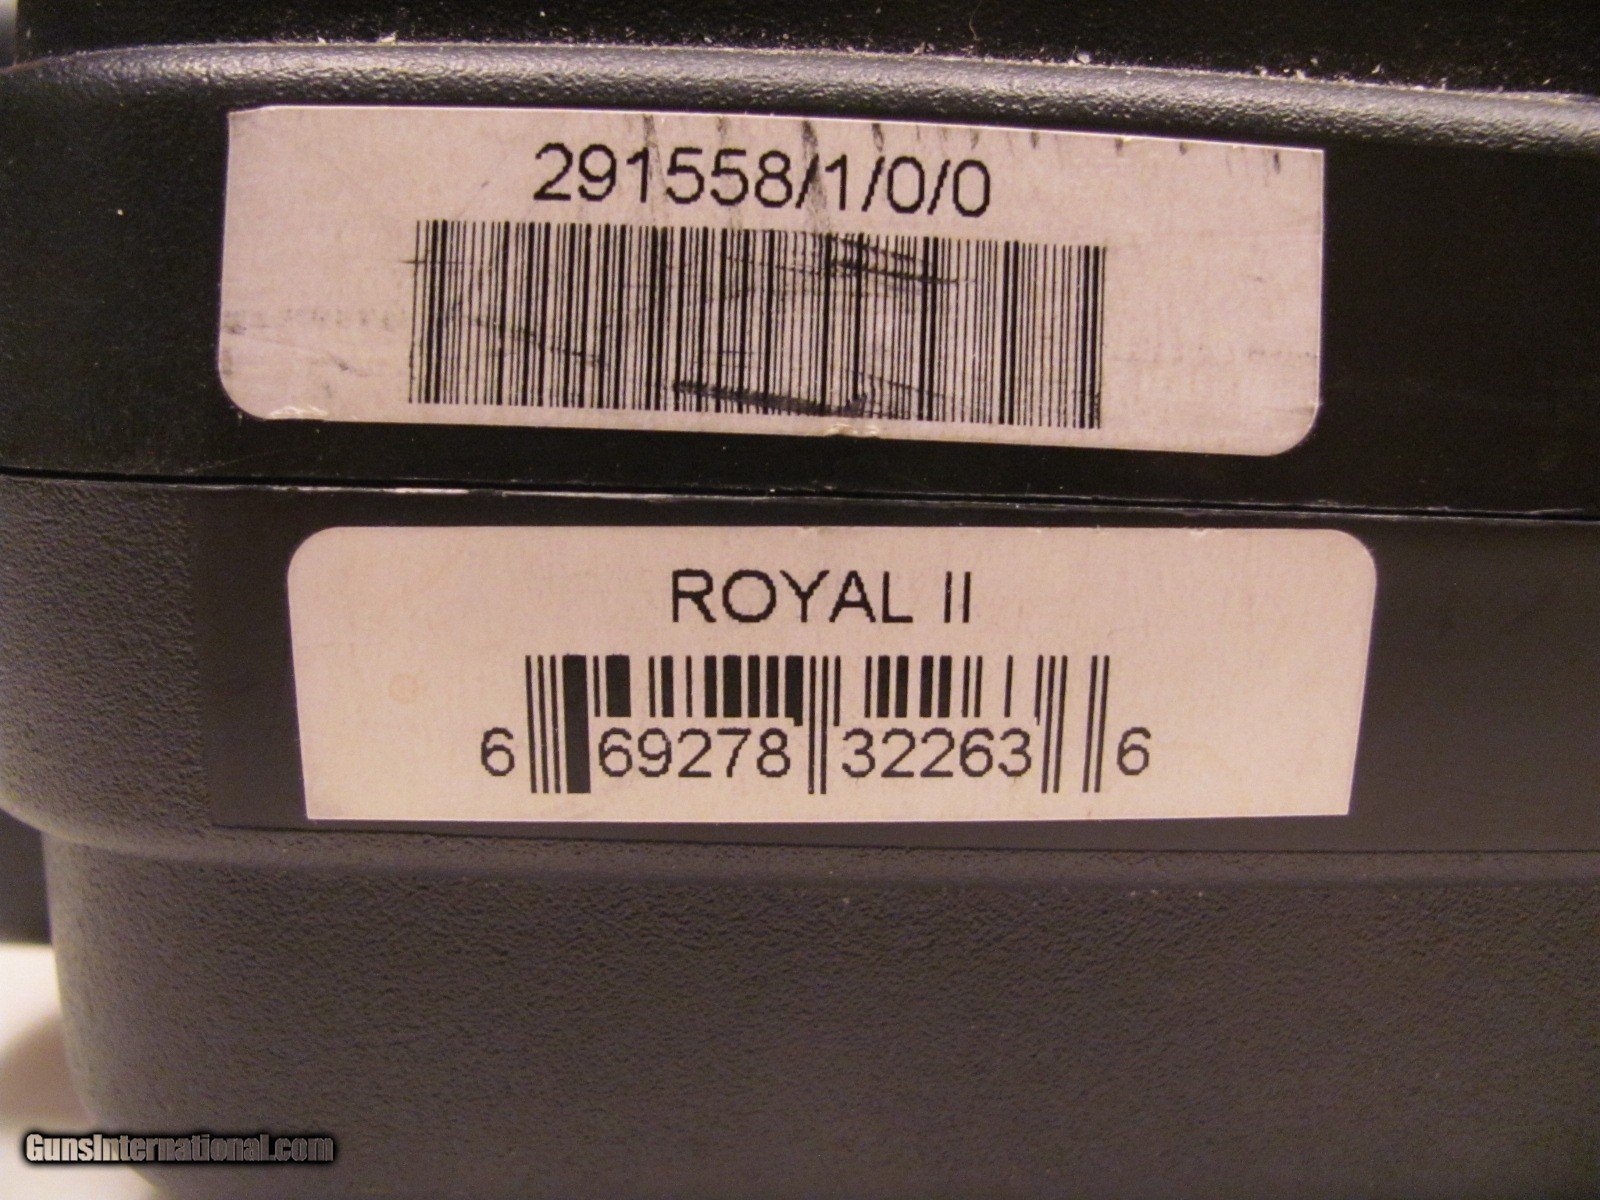 291558/1/0/0
ROYAL II
6 69278 32263 6
GunsInternational.com